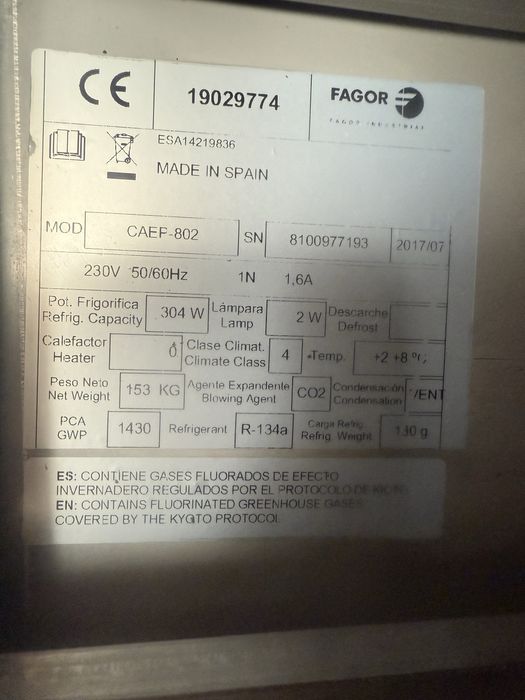 CE
19029774
FAGOR
FAGOR INDUSTRIAL
ESA14219836
MADE IN SPAIN
MOD CAEP-802 SN 8100977193 2017/07
230V 50/60Hz 1N 1,6A
Pot. Frigorifica 304 W Lámpara 2 W Descarche
Refrig. Capacity Lamp Defrost
Calefactor 0 Clase Climat. 4 Temp. +2 +8
Heater Climate Class
Peso Neto 153 KG Agente Expandente CO2 Condensación /ENT
Net Weight Blowing Agent Condensation
PCA 1430 Refrigerant R-134a Carga Refrig. 130 g
GWP Refrig. Weight
ES: CONTIENE GASES FLUORADOS DE EFECTO
INVERNADERO REGULADOS POR EL PROTOCOLO DE
EN: CONTAINS FLUORINATED GREENHOUSE GASES
COVERED BY THE KYOTO PROTOCOL